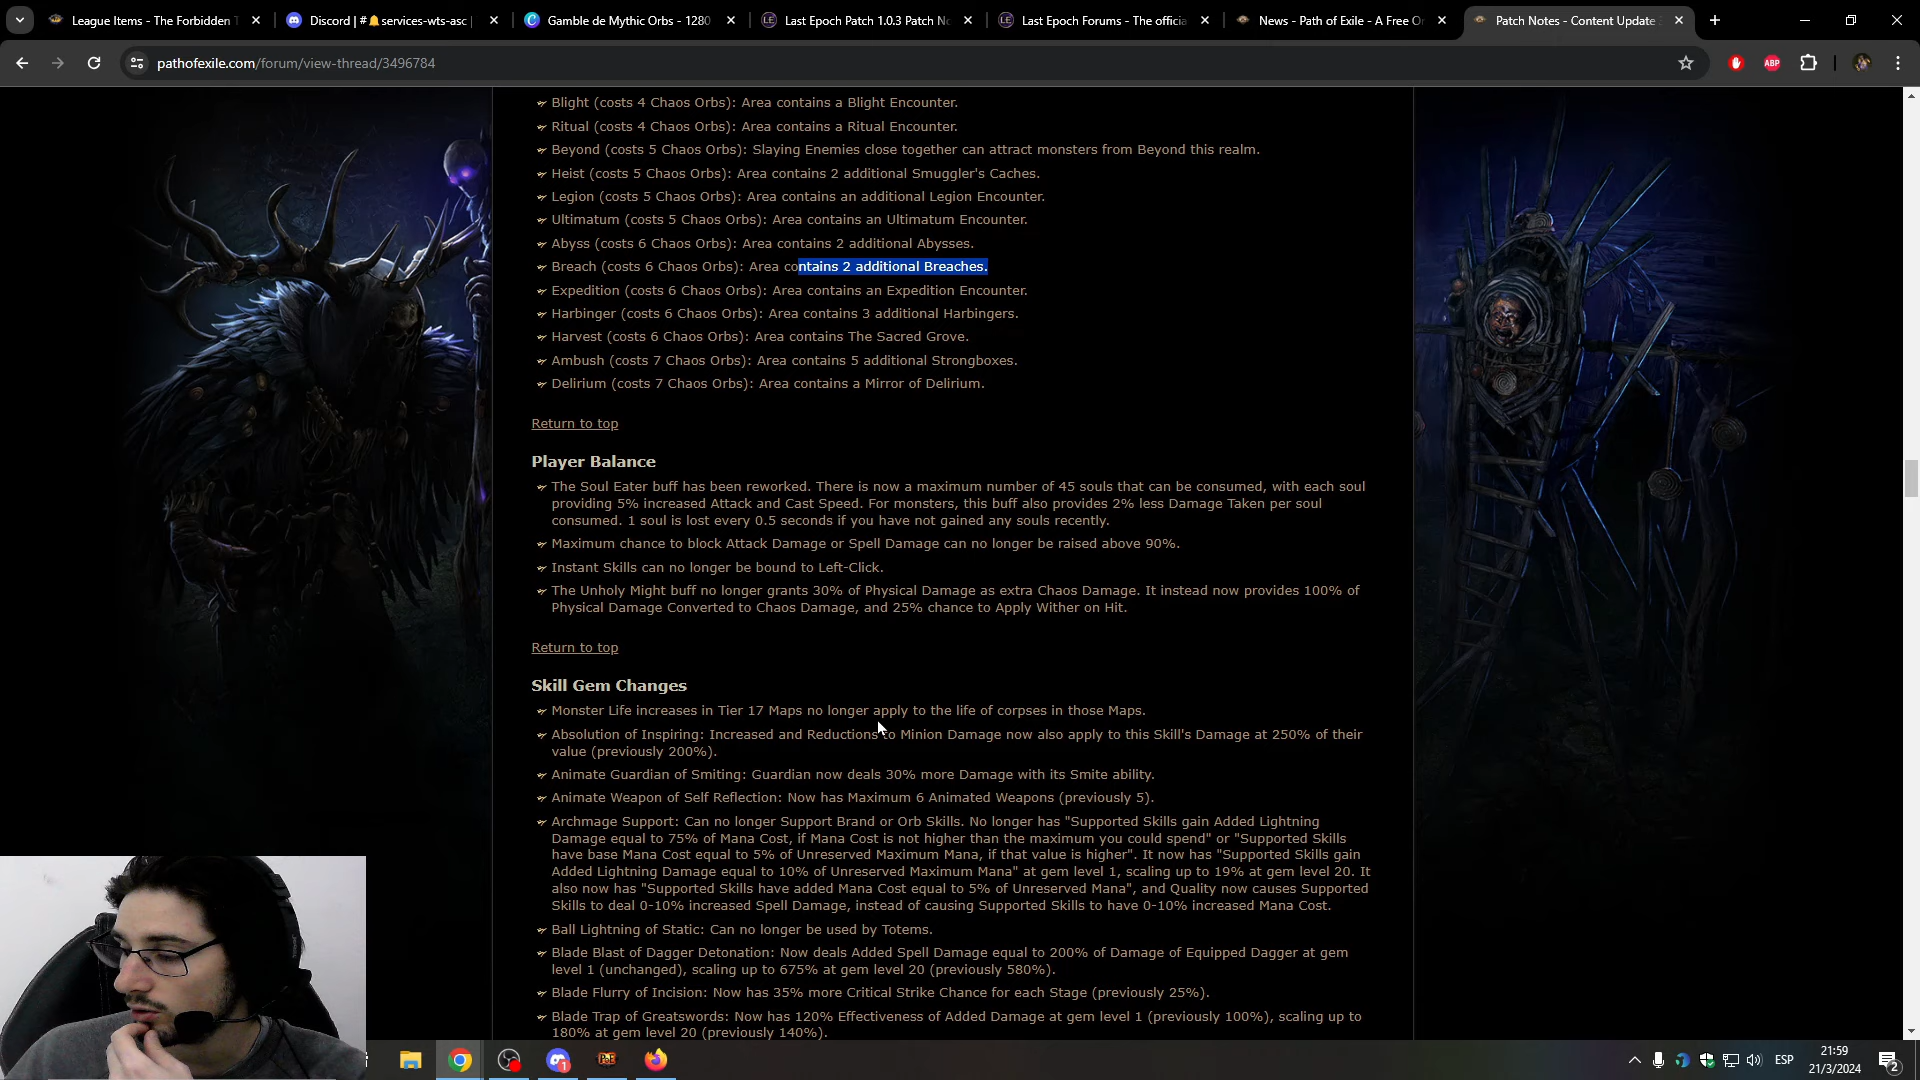 League Items - The Forbidden T
Discord | #🔔services-wts-asc |
Gamble de Mythic Orbs - 1280
Last Epoch Patch 1.0.3 Patch No
Last Epoch Forums - The officia
News - Path of Exile - A Free On
Patch Notes - Content Update 3
pathofexile.com/forum/view-thread/3496784
ABP
Blight (costs 4 Chaos Orbs): Area contains a Blight Encounter.
Ritual (costs 4 Chaos Orbs): Area contains a Ritual Encounter.
Beyond (costs 5 Chaos Orbs): Slaying Enemies close together can attract monsters from Beyond this realm.
Heist (costs 5 Chaos Orbs): Area contains 2 additional Smuggler's Caches.
Legion (costs 5 Chaos Orbs): Area contains an additional Legion Encounter.
Ultimatum (costs 5 Chaos Orbs): Area contains an Ultimatum Encounter.
Abyss (costs 6 Chaos Orbs): Area contains 2 additional Abysses.
Breach (costs 6 Chaos Orbs): Area contains 2 additional Breaches.
Expedition (costs 6 Chaos Orbs): Area contains an Expedition Encounter.
Harbinger (costs 6 Chaos Orbs): Area contains 3 additional Harbingers.
Harvest (costs 6 Chaos Orbs): Area contains The Sacred Grove.
Ambush (costs 7 Chaos Orbs): Area contains 5 additional Strongboxes.
Delirium (costs 7 Chaos Orbs): Area contains a Mirror of Delirium.
Return to top
Player Balance
The Soul Eater buff has been reworked. There is now a maximum number of 45 souls that can be consumed, with each soul
providing 5% increased Attack and Cast Speed. For monsters, this buff also provides 2% less Damage Taken per soul
consumed. 1 soul is lost every 0.5 seconds if you have not gained any souls recently.
Maximum chance to block Attack Damage or Spell Damage can no longer be raised above 90%.
Instant Skills can no longer be bound to Left-Click.
The Unholy Might buff no longer grants 30% of Physical Damage as extra Chaos Damage. It instead now provides 100% of
Physical Damage Converted to Chaos Damage, and 25% chance to Apply Wither on Hit.
Return to top
Skill Gem Changes
Monster Life increases in Tier 17 Maps no longer apply to the life of corpses in those Maps.
Absolution of Inspiring: Increased and Reductions to Minion Damage now also apply to this Skill's Damage at 250% of their
value (previously 200%).
Animate Guardian of Smiting: Guardian now deals 30% more Damage with its Smite ability.
Animate Weapon of Self Reflection: Now has Maximum 6 Animated Weapons (previously 5).
Archmage Support: Can no longer Support Brand or Orb Skills. No longer has "Supported Skills gain Added Lightning
Damage equal to 75% of Mana Cost, if Mana Cost is not higher than the maximum you could spend" or "Supported Skills
have base Mana Cost equal to 5% of Unreserved Maximum Mana, if that value is higher". It now has "Supported Skills gain
Added Lightning Damage equal to 10% of Unreserved Maximum Mana" at gem level 1, scaling up to 19% at gem level 20. It
also now has "Supported Skills have added Mana Cost equal to 5% of Unreserved Mana", and Quality now causes Supported
Skills to deal 0-10% increased Spell Damage, instead of causing Supported Skills to have 0-10% increased Mana Cost.
Ball Lightning of Static: Can no longer be used by Totems.
Blade Blast of Dagger Detonation: Now deals Added Spell Damage equal to 200% of Damage of Equipped Dagger at gem
level 1 (unchanged), scaling up to 675% at gem level 20 (previously 580%).
Blade Flurry of Incision: Now has 35% more Critical Strike Chance for each Stage (previously 25%).
Blade Trap of Greatswords: Now has 120% Effectiveness of Added Damage at gem level 1 (previously 100%), scaling up to
180% at gem level 20 (previously 140%).
1
PoE
ESP
21:59
21/3/2024
2